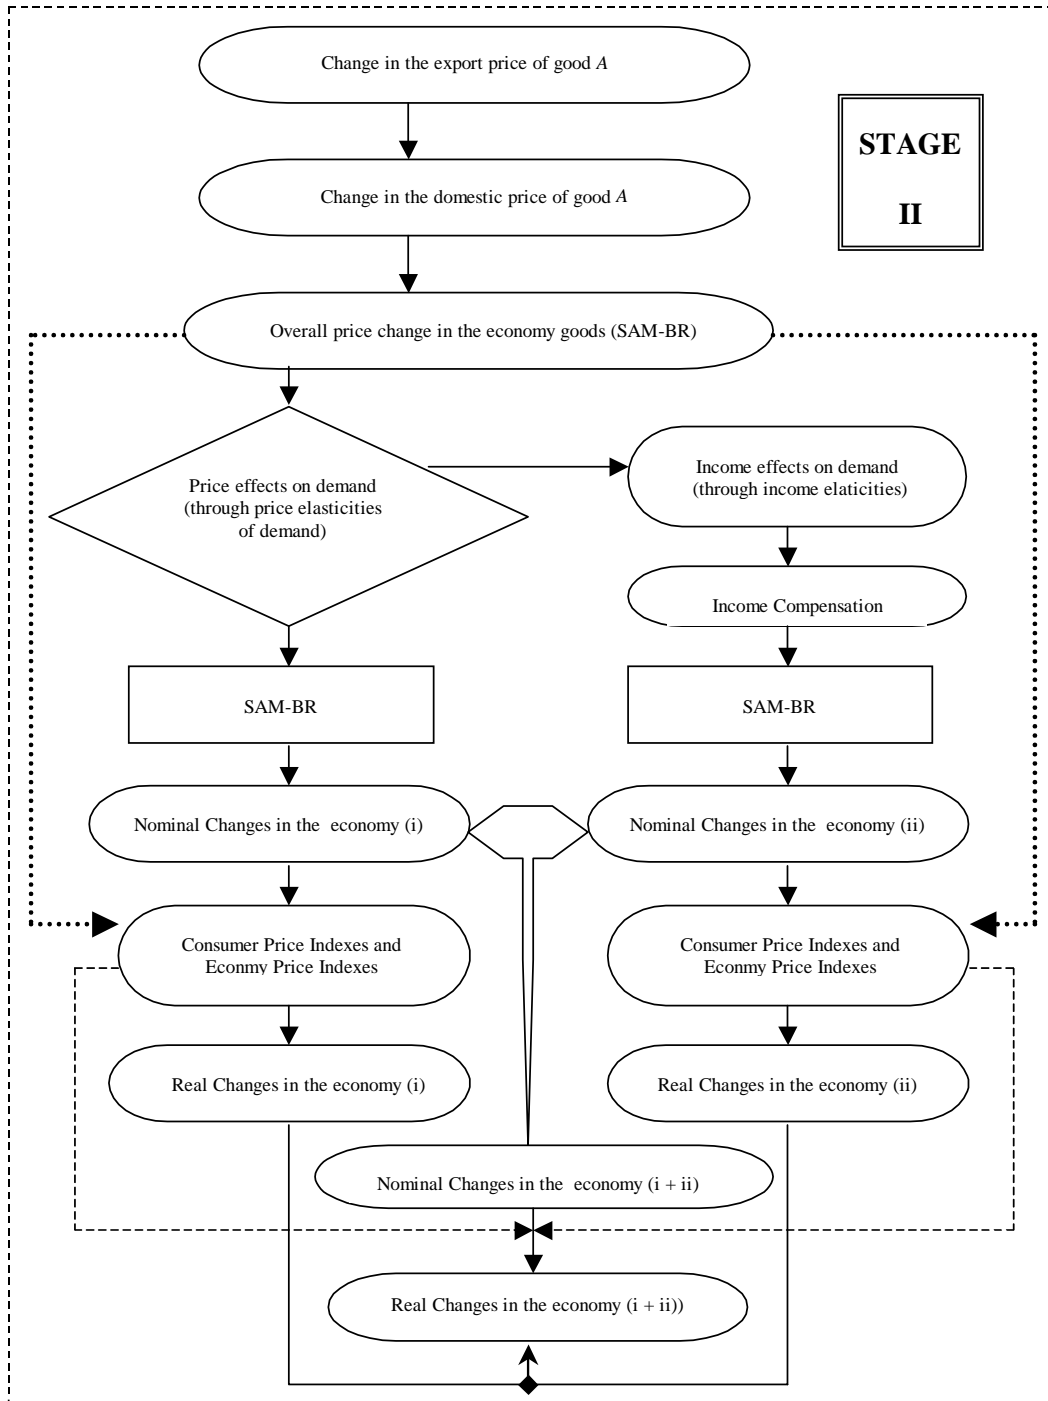 Change in the export price of good A
STAGE
II
Change in the domestic price of good A
Overall price change in the economy goods (SAM-BR)
Price effects on demand
(through price elasticities
of demand)
Income effects on demand
(through income elaticities)
Income Compensation
SAM-BR
SAM-BR
Nominal Changes in the economy (i)
Nominal Changes in the economy (ii)
Consumer Price Indexes and
Econmy Price Indexes
Consumer Price Indexes and
Econmy Price Indexes
Real Changes in the economy (i)
Real Changes in the economy (ii)
Nominal Changes in the economy (i + ii)
Real Changes in the economy (i + ii))